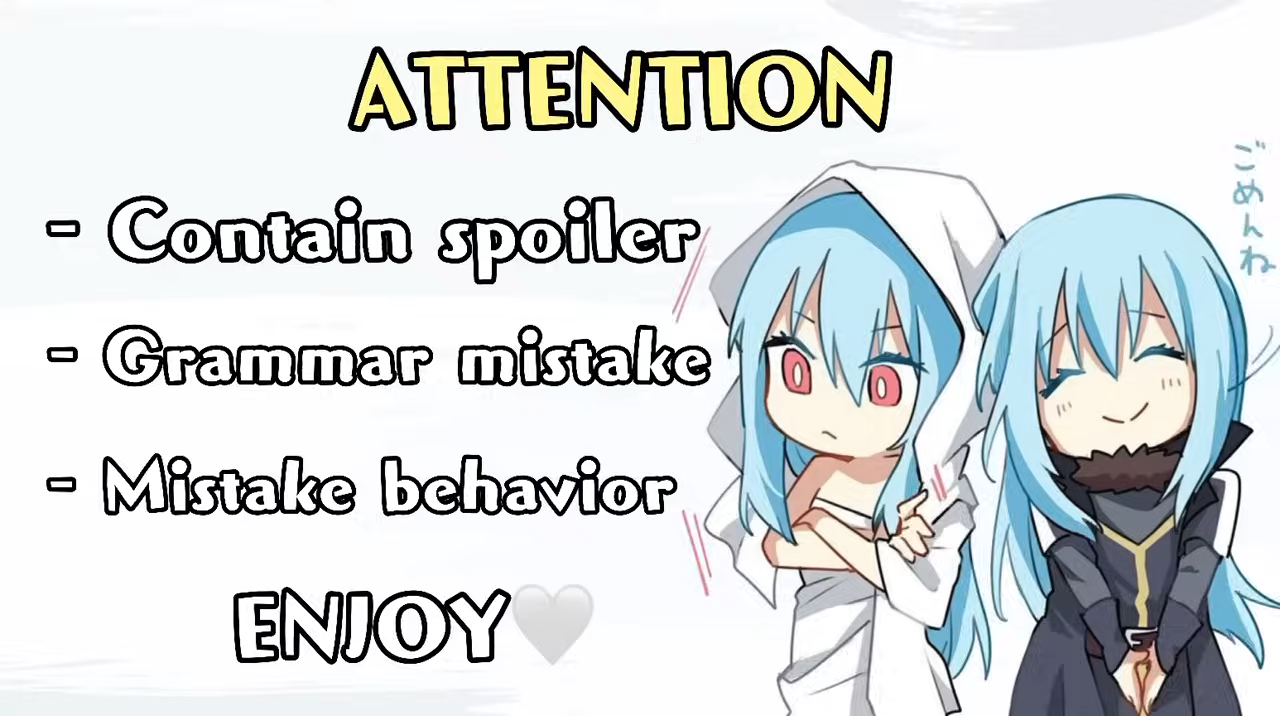 ATTENTION
- Contain spoiler
- Grammar mistake
- Mistake behavior
ENJOY🤍
ごめんね